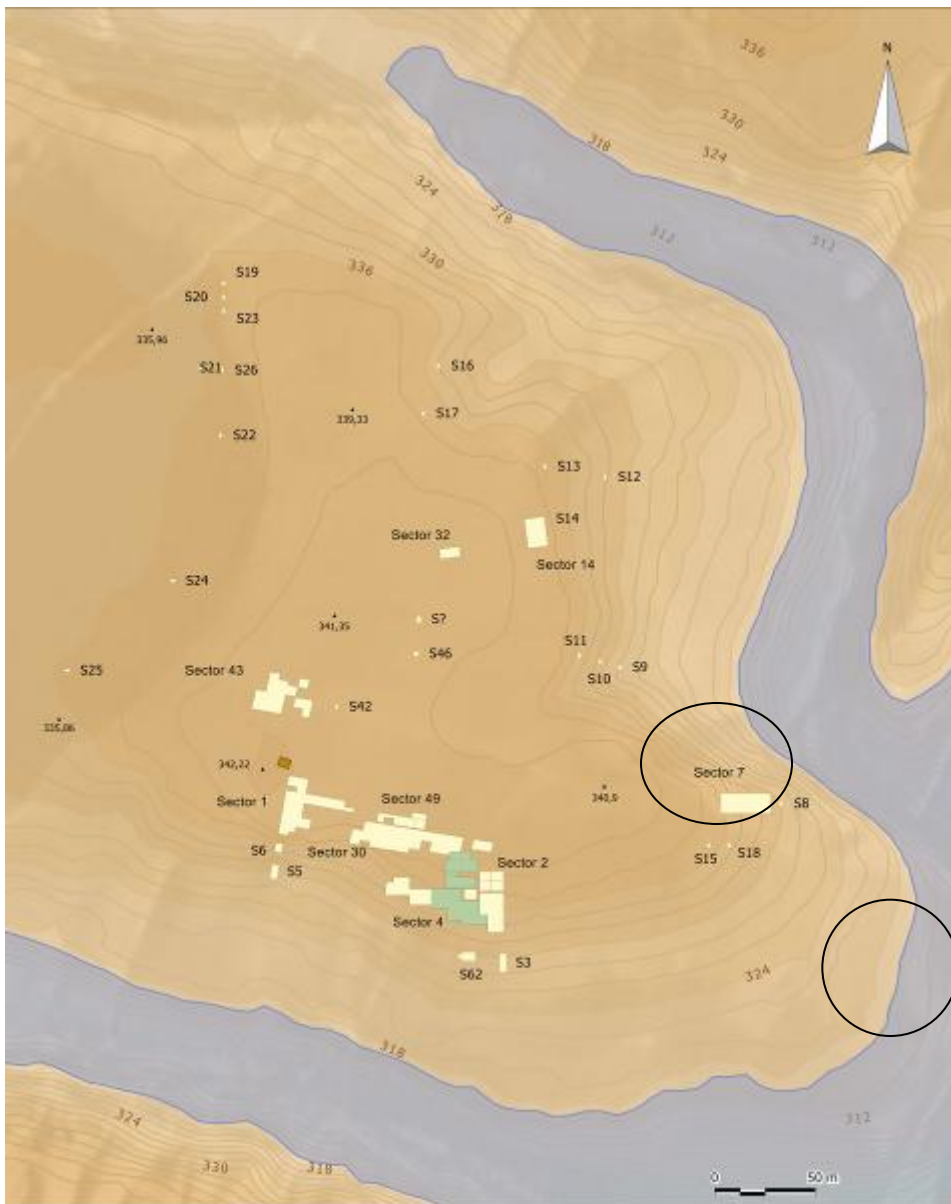 336
N
330
318
324
324
318
312
312
330
336
S19
S20
S23
335,96
S21
S26
S16
339,33
S17
S22
S13
S12
S14
Sector 32
Sector 14
S24
S?
341,35
S46
S11
S9
S10
Sector 43
S25
S42
335,86
342,22
Sector 7
340,9
Sector 1
Sector 49
S8
S6
Sector 30
S15
S18
S5
Sector 2
Sector 4
S62
S3
324
318
312
324
330
318
0
50 m